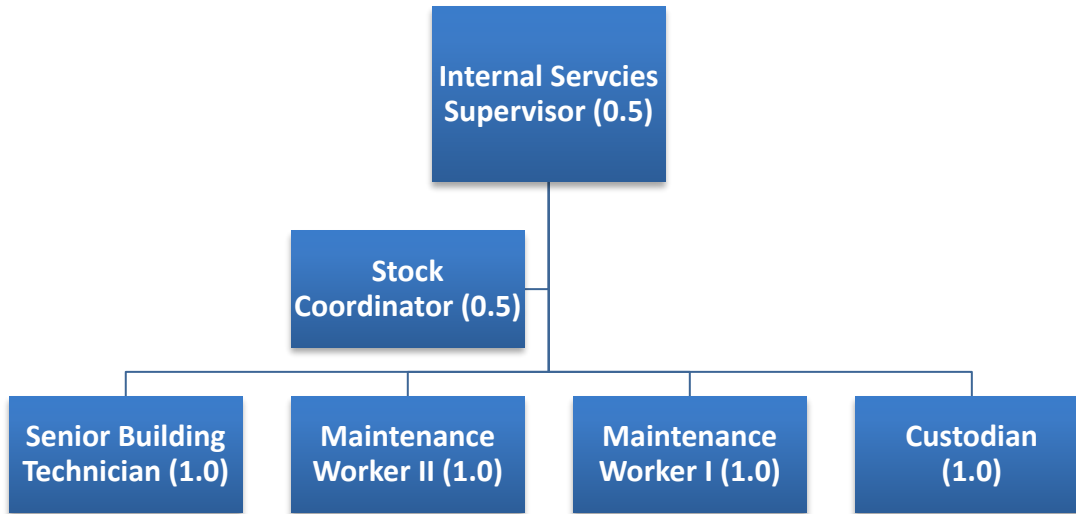 Internal Servcies
Supervisor (0.5)
Stock
Coordinator (0.5)
Senior Building
Technician (1.0)
Maintenance
Worker II (1.0)
Maintenance
Worker I (1.0)
Custodian
(1.0)